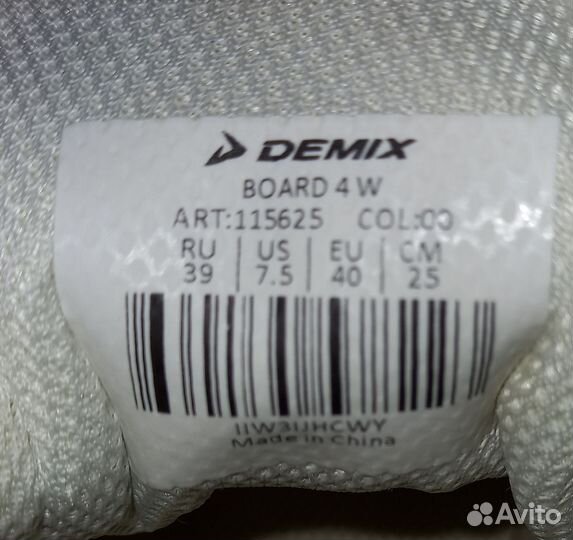 DEMIX
BOARD 4 W
ART:115625 COL:00
RU US EU CM
39 7.5 40 25
IIW3IJHCWY
Made in China
Avito